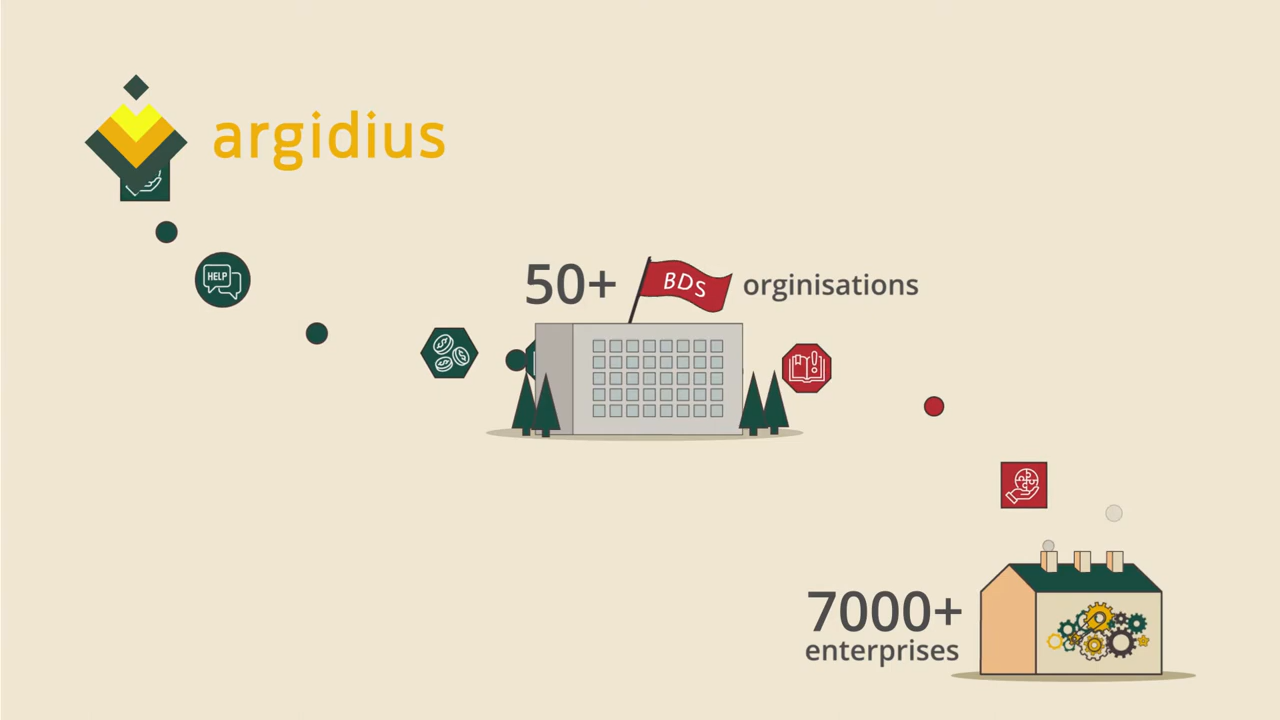 argidius
HELP
50+ BDS orginisations
7000+
enterprises